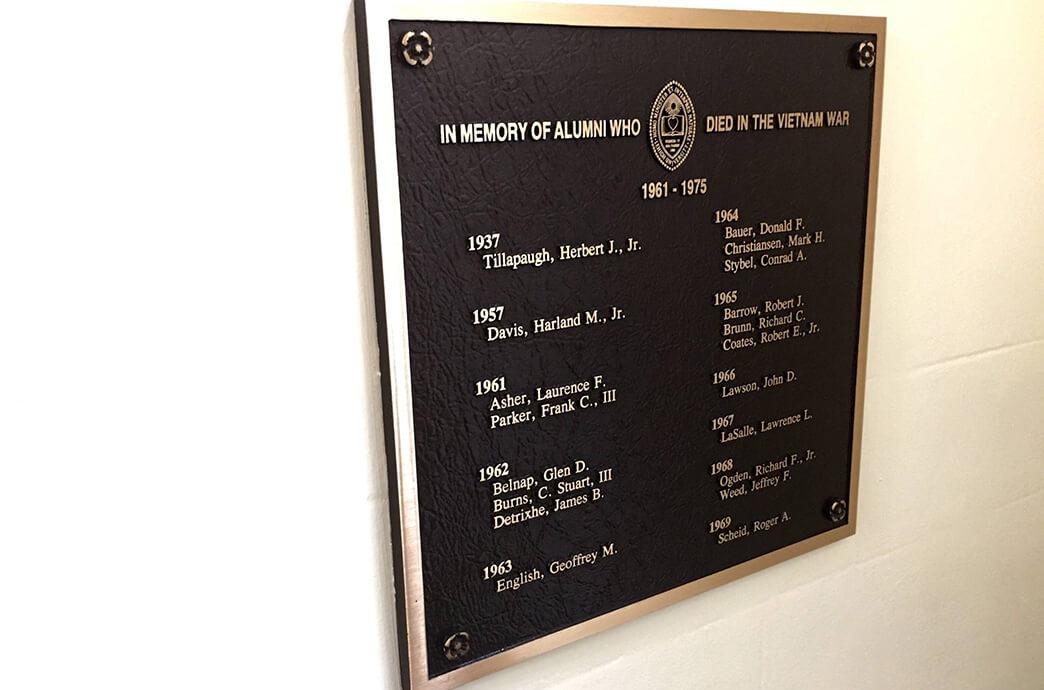 IN MEMORY OF ALUMNI WHO DIED IN THE VIETNAM WAR
1961 - 1975
1937
Tillapaugh, Herbert J., Jr.
1957
Davis, Harland M., Jr.
1961
Asher, Laurence F.
Parker, Frank C., III
1962
Belnap, Glen D.
Burns, C. Stuart, III
Detrixhe, James B.
1963
English, Geoffrey M.
1964
Bauer, Donald F.
Christiansen, Mark H.
Stybel, Conrad A.
1965
Barrow, Robert J.
Brunn, Richard C.
Coates, Robert E., Jr.
1966
Lawson, John D.
1967
LaSalle, Lawrence L.
1968
Ogden, Richard F., Jr.
Weed, Jeffrey F.
1969
Scheid, Roger A.